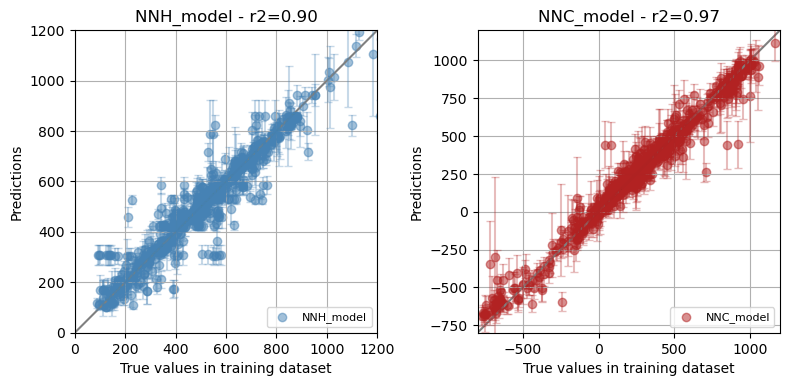 NNH_model - r2=0.90
1200
1000
800
600
400
200
0
Predictions
0 200 400 600 800 1000 1200
True values in training dataset
NNH_model
NNC_model - r2=0.97
1000
750
500
250
0
−250
−500
−750
Predictions
−500 0 500 1000
True values in training dataset
NNC_model